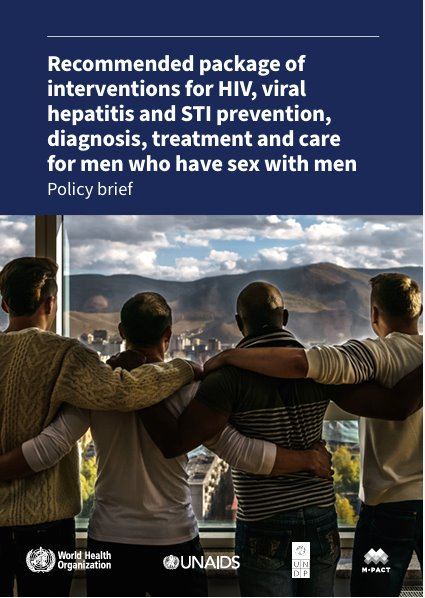 Recommended package of
interventions for HIV, viral
hepatitis and STI prevention,
diagnosis, treatment and care
for men who have sex with men
Policy brief
World Health
Organization
UNAIDS
U N
D P
M-PACT